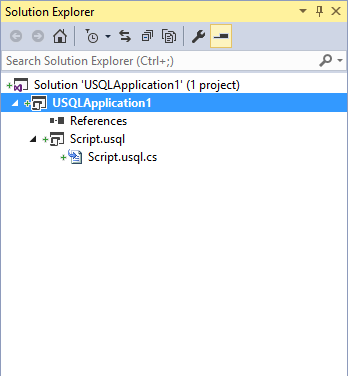 Solution Explorer
Search Solution Explorer (Ctrl+;)
Solution 'USQLApplication1' (1 project)
USQLApplication1
References
Script.usql
Script.usql.cs